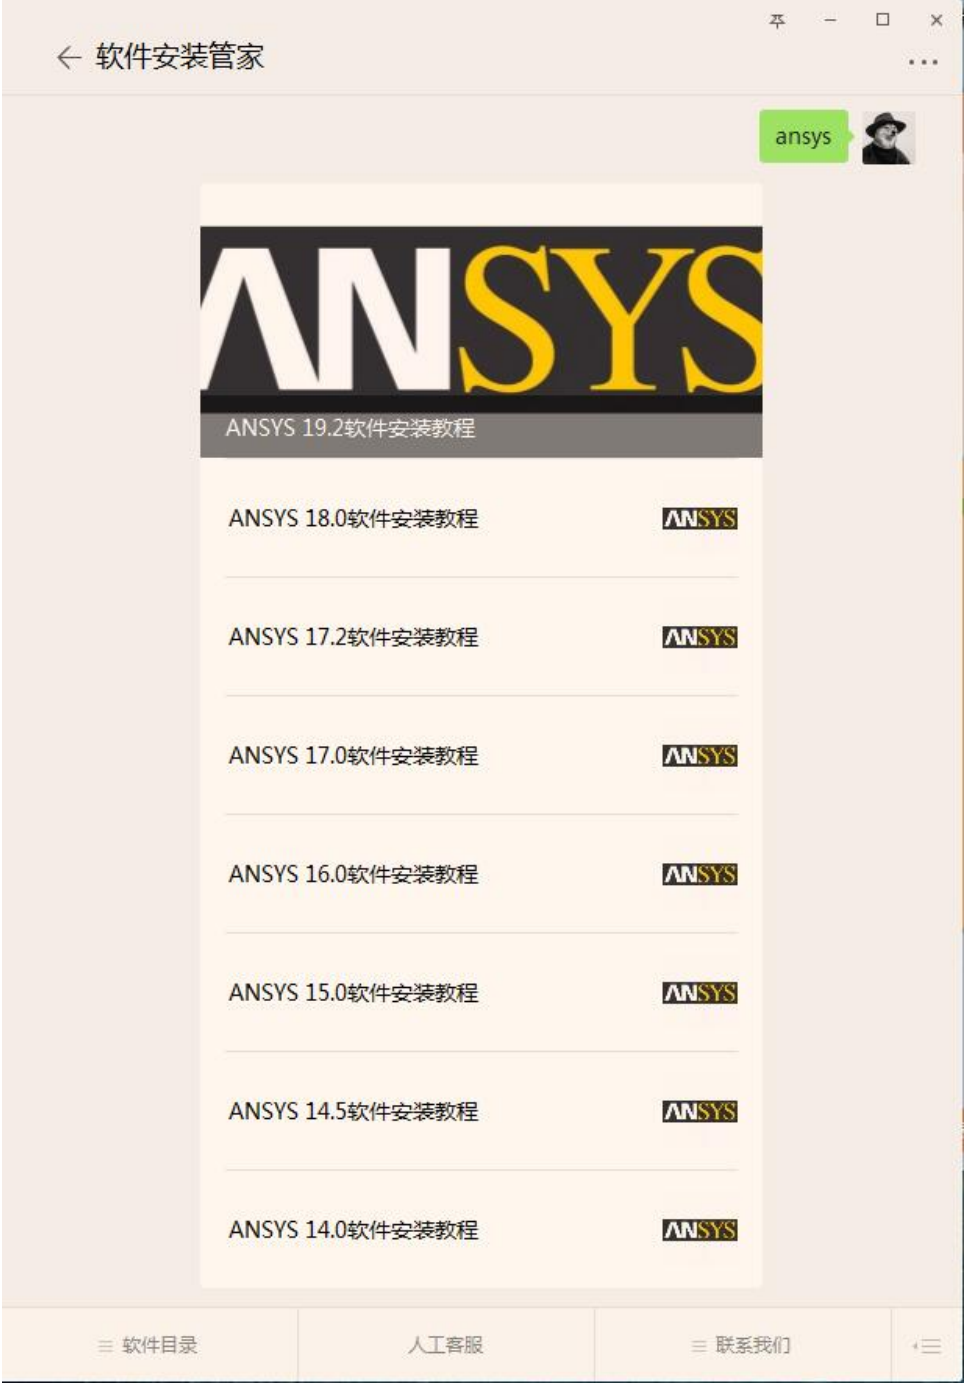 软件安装管家
ansys
ANSYS
ANSYS 19.2软件安装教程
ANSYS 18.0软件安装教程
ANSYS
ANSYS 17.2软件安装教程
ANSYS
ANSYS 17.0软件安装教程
ANSYS
ANSYS 16.0软件安装教程
ANSYS
ANSYS 15.0软件安装教程
ANSYS
ANSYS 14.5软件安装教程
ANSYS
ANSYS 14.0软件安装教程
ANSYS
软件目录
人工客服
联系我们